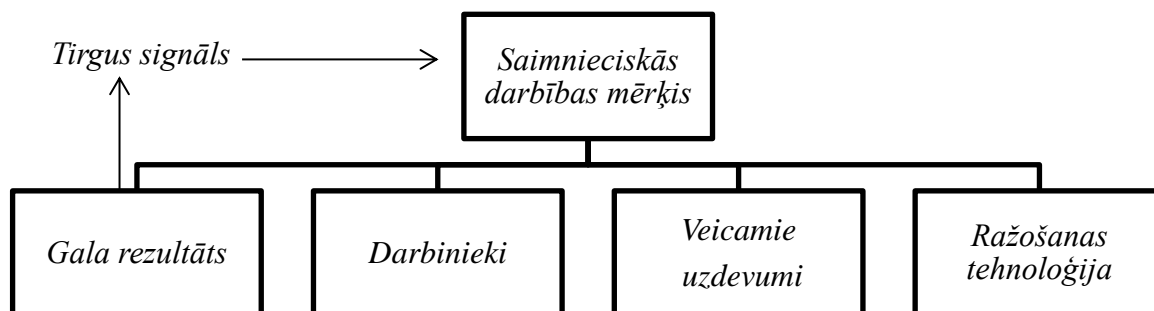 Tirgus signāls
Saimnieciskās
darbības mērķis
Gala rezultāts
Darbinieki
Veicamie
uzdevumi
Ražošanas
tehnoloģija